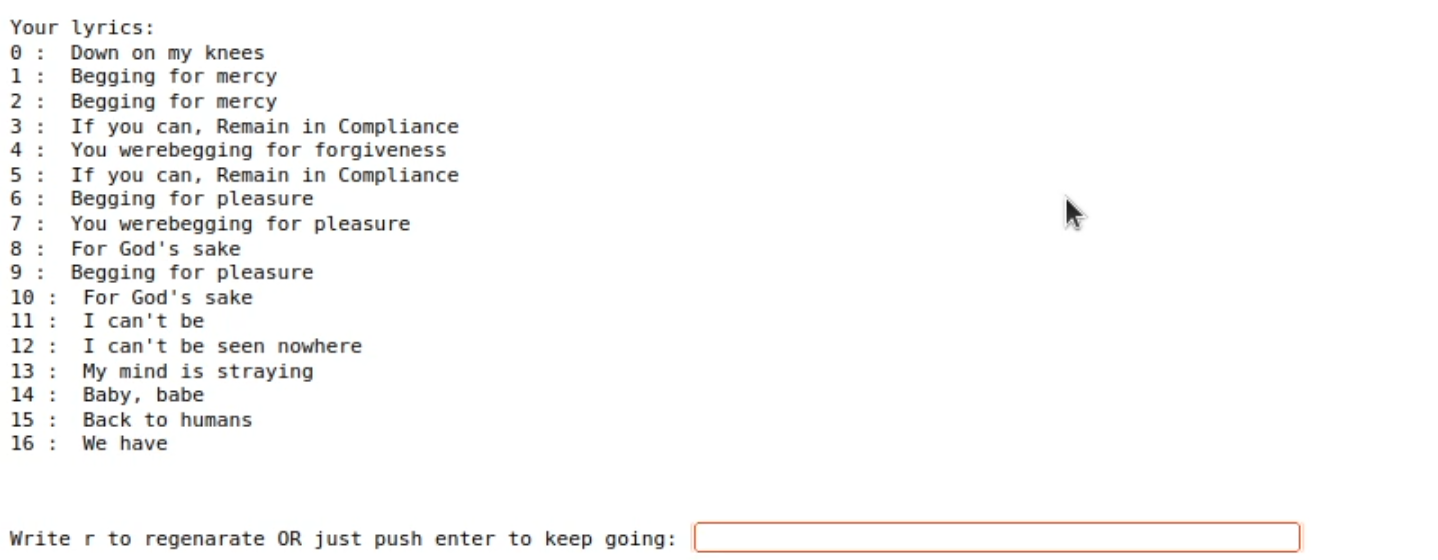 Your lyrics:
0 :  Down on my knees
1 :  Begging for mercy
2 :  Begging for mercy
3 :  If you can, Remain in Compliance
4 :  You werebegging for forgiveness
5 :  If you can, Remain in Compliance
6 :  Begging for pleasure
7 :  You werebegging for pleasure
8 :  For God's sake
9 :  Begging for pleasure
10 :  For God's sake
11 :  I can't be
12 :  I can't be seen nowhere
13 :  My mind is straying
14 :  Baby, babe
15 :  Back to humans
16 :  We have
Write r to regenarate OR just push enter to keep going: